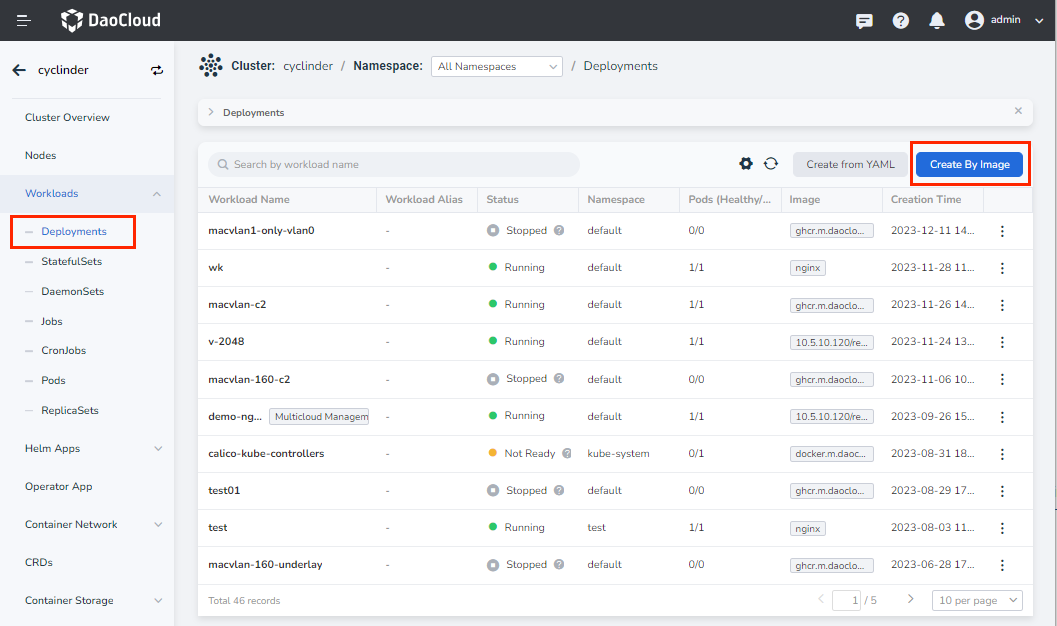 DaoCloud
admin
cyclinder
Cluster: cyclinder / Namespace: All Namespaces / Deployments
Cluster Overview
Nodes
Workloads
Deployments
StatefulSets
DaemonSets
Jobs
CronJobs
Pods
ReplicaSets
Helm Apps
Operator App
Container Network
CRDs
Container Storage
Deployments
Search by workload name
Create from YAML
Create By Image
Workload Name Workload Alias Status Namespace Pods (Healthy/... Image Creation Time
macvlan1-only-vlan0 - Stopped default 0/0 ghcr.m.daoclo... 2023-12-11 14...
wk - Running default 1/1 nginx 2023-11-28 11...
macvlan-c2 - Running default 1/1 ghcr.m.daoclo... 2023-11-26 14...
v-2048 - Running default 1/1 10.5.10.120/re... 2023-11-24 13...
macvlan-160-c2 - Stopped default 0/0 ghcr.m.daoclo... 2023-11-06 10...
demo-ng... Multicloud Managem - Running default 1/1 10.5.10.120/re... 2023-09-26 15...
calico-kube-controllers - Not Ready kube-system 0/1 docker.m.daoc... 2023-08-31 18...
test01 - Stopped default 0/0 ghcr.m.daoclo... 2023-08-29 17...
test - Running test 1/1 nginx 2023-08-03 11...
macvlan-160-underlay - Stopped default 0/0 ghcr.m.daoclo... 2023-06-28 17...
Total 46 records
1 / 5
10 per page